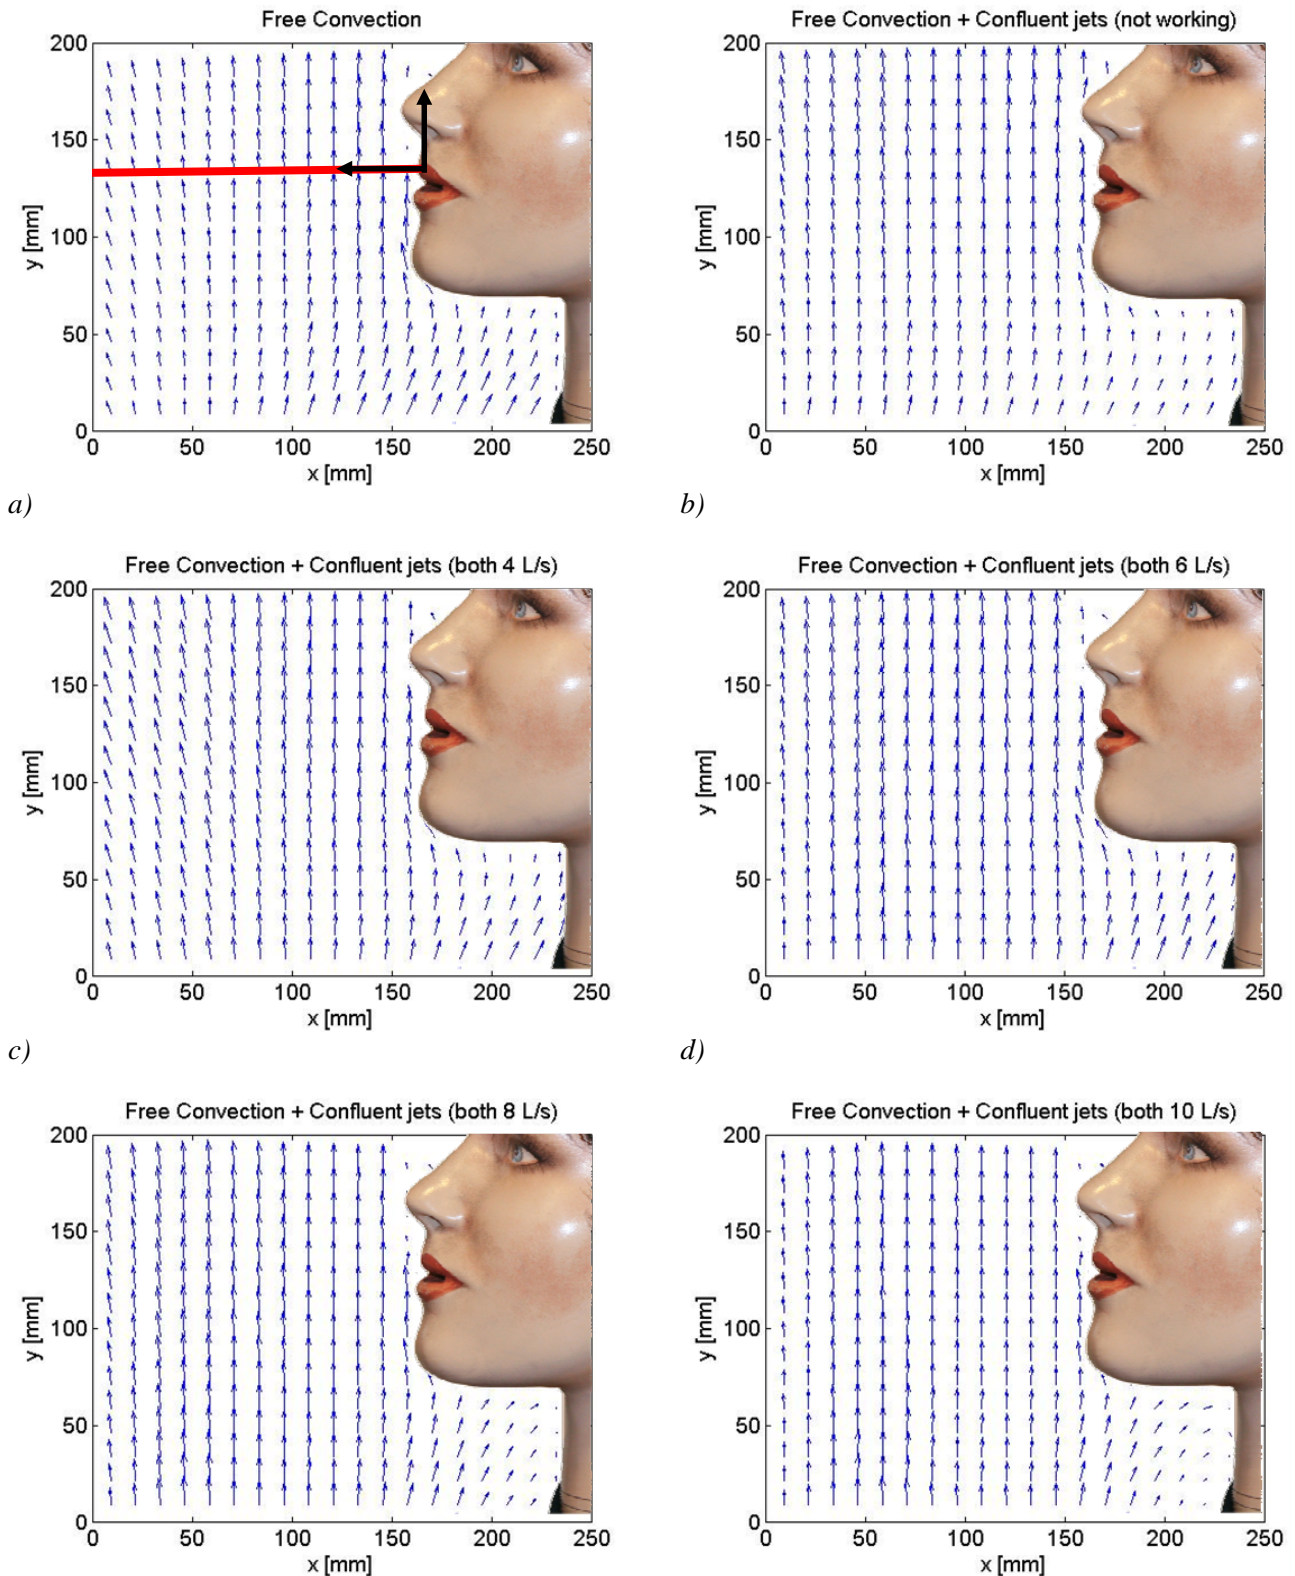 Free Convection
200
150
100
50
0
y [mm]
0 50 100 150 200 250
x [mm]
a)
Free Convection + Confluent jets (not working)
200
150
100
50
0
y [mm]
0 50 100 150 200 250
x [mm]
b)
Free Convection + Confluent jets (both 4 L/s)
200
150
100
50
0
y [mm]
0 50 100 150 200 250
x [mm]
c)
Free Convection + Confluent jets (both 6 L/s)
200
150
100
50
0
y [mm]
0 50 100 150 200 250
x [mm]
d)
Free Convection + Confluent jets (both 8 L/s)
200
150
100
50
0
y [mm]
0 50 100 150 200 250
x [mm]
Free Convection + Confluent jets (both 10 L/s)
200
150
100
50
0
y [mm]
0 50 100 150 200 250
x [mm]